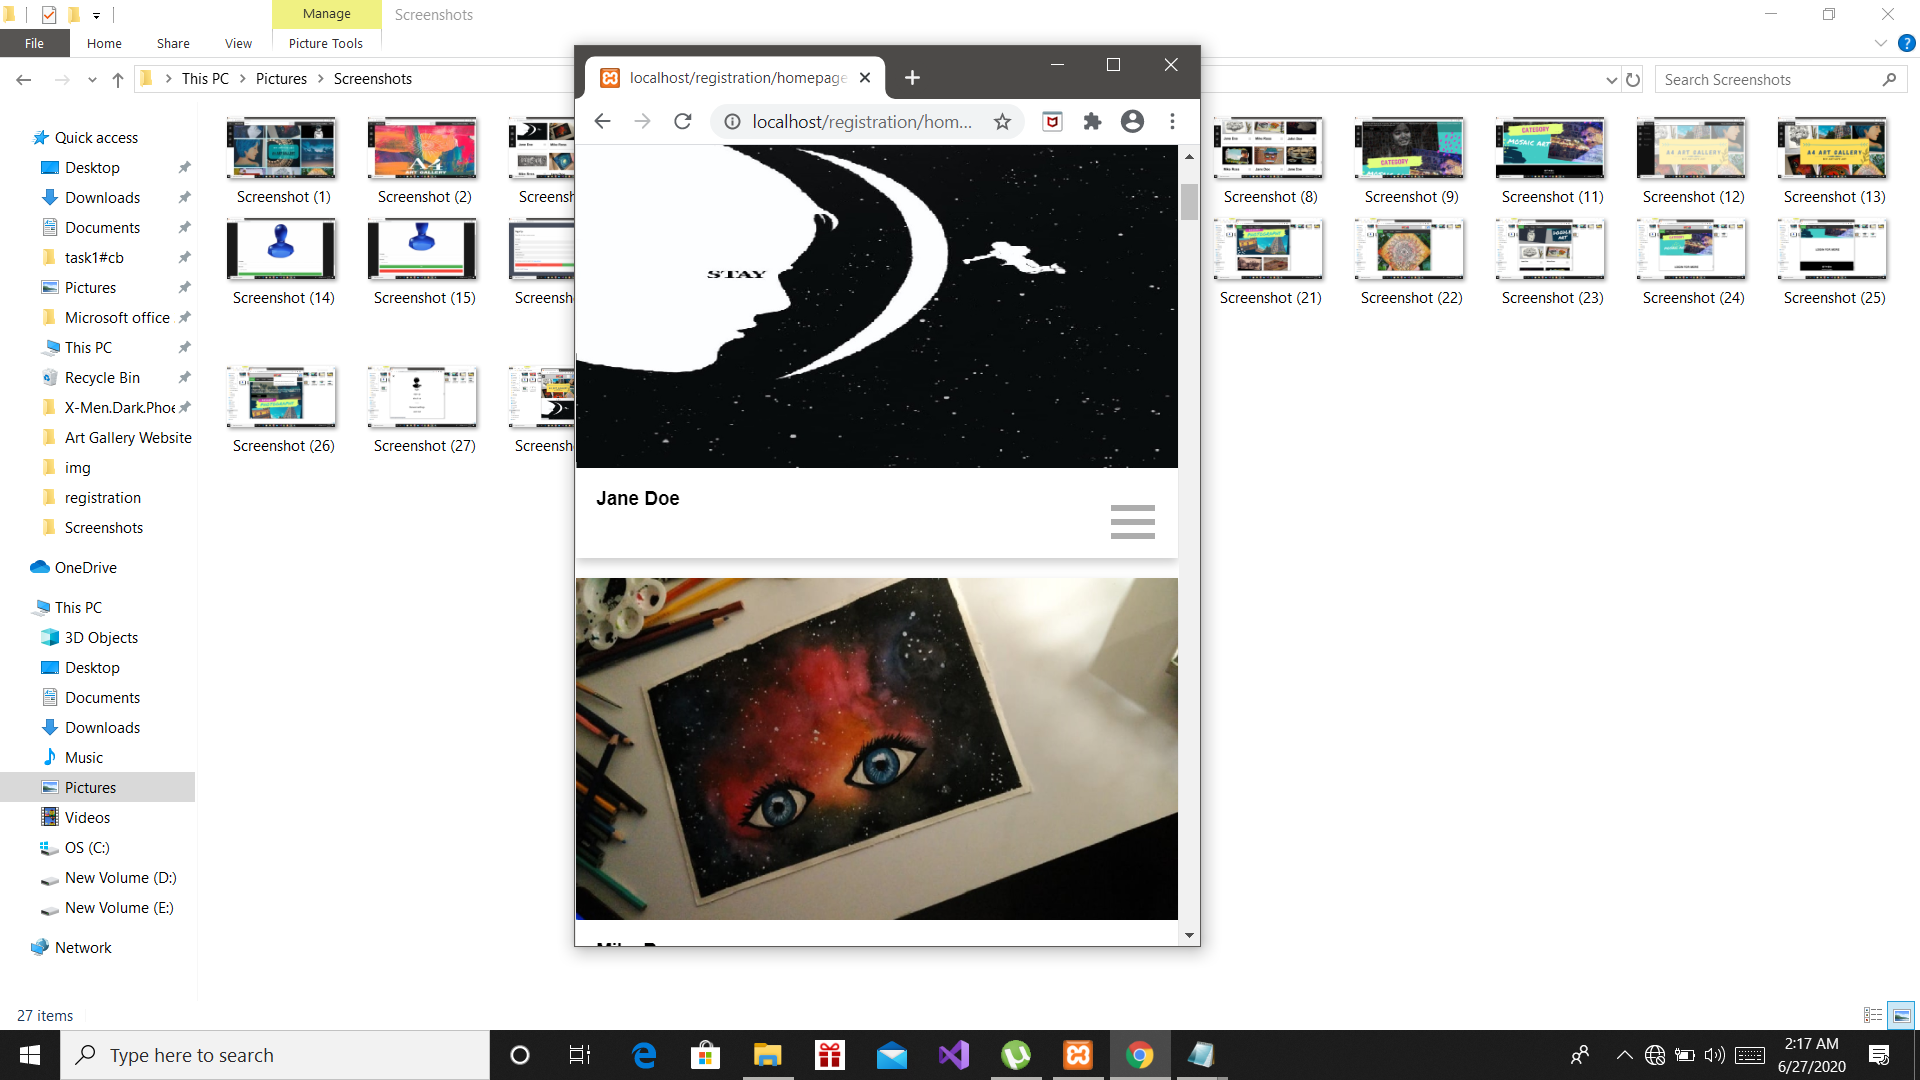 Manage
Screenshots
File
Home
Share
View
Picture Tools
This PC
Pictures
Screenshots
Search Screenshots
localhost/registration/homepage
localhost/registration/hom...
Quick access
Desktop
Downloads
Documents
task1#cb
Pictures
Microsoft office
This PC
Recycle Bin
X-Men.Dark.Phoe
Art Gallery Website
img
registration
Screenshots
OneDrive
This PC
3D Objects
Desktop
Documents
Downloads
Music
Pictures
Videos
OS (C:)
New Volume (D:)
New Volume (E:)
Network
Screenshot (1)
Screenshot (2)
Screenshot (8)
Screenshot (9)
Screenshot (11)
Screenshot (12)
Screenshot (13)
Screenshot (14)
Screenshot (15)
Screenshot (21)
Screenshot (22)
Screenshot (23)
Screenshot (24)
Screenshot (25)
Screenshot (26)
Screenshot (27)
STAY
Jane Doe
27 items
Type here to search
2:17 AM
6/27/2020